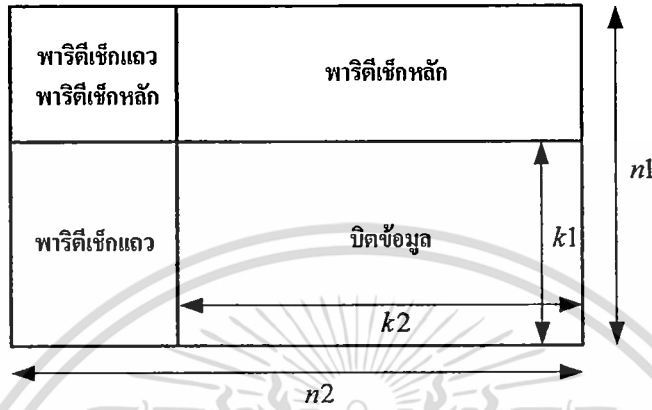 พาริตีเช็กแถว
พาริตีเช็กหลัก
พาริตีเช็กหลัก
n1
พาริตีเช็กแถว
บิตข้อมูล
k1
k2
n2